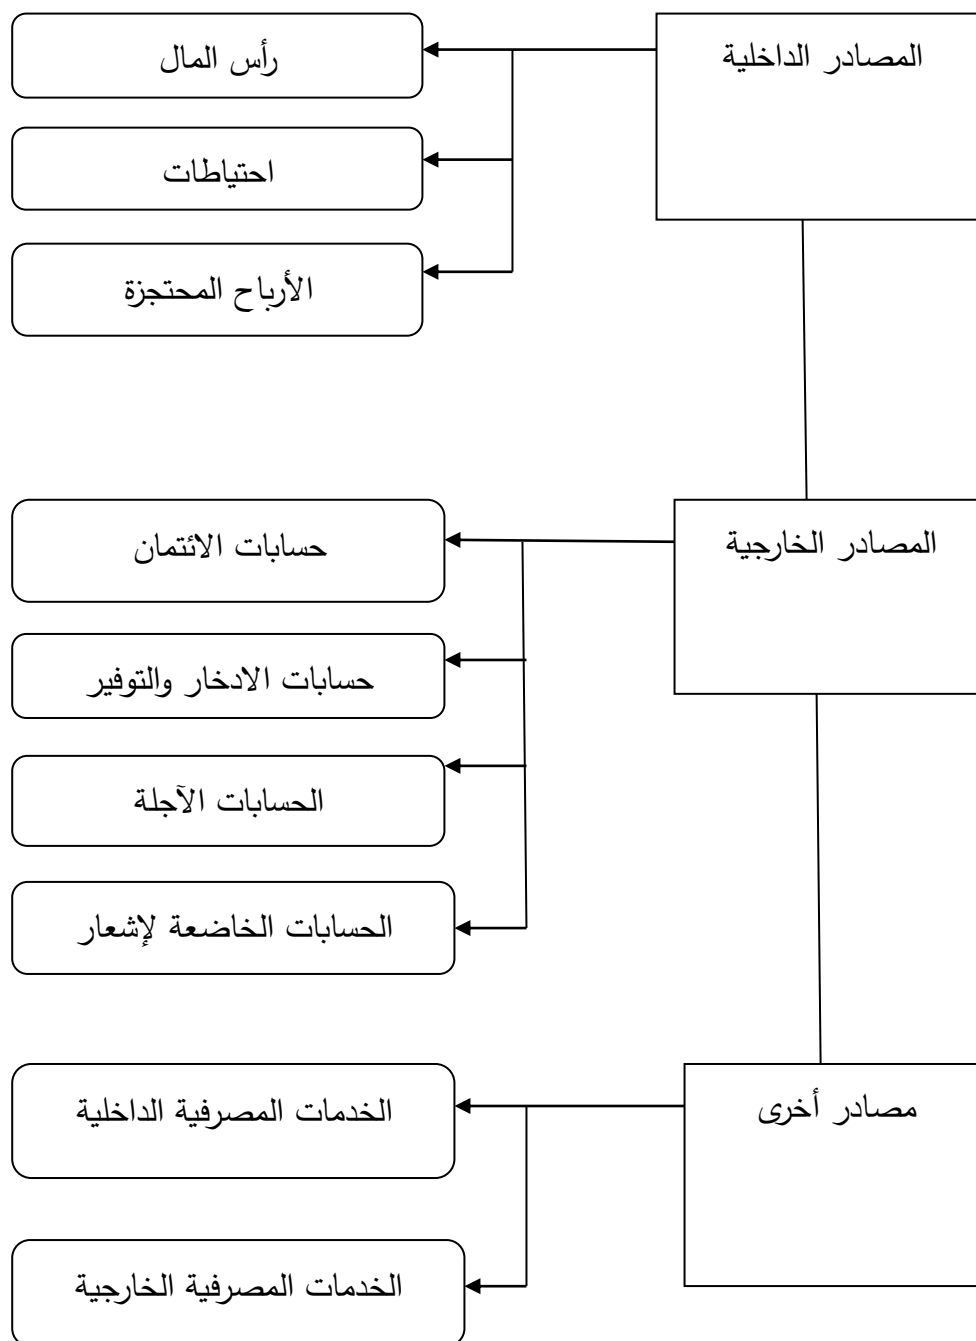 المصادر الداخلية
رأس المال
احتياطات
الأرباح المحتجزة
المصادر الخارجية
حسابات الائتمان
حسابات الادخار والتوفير
الحسابات الآجلة
الحسابات الخاضعة لإشعار
مصادر أخرى
الخدمات المصرفية الداخلية
الخدمات المصرفية الخارجية